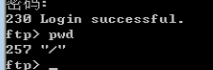 密码:
230 Login successful.
ftp> pwd
257 "/"
ftp> _